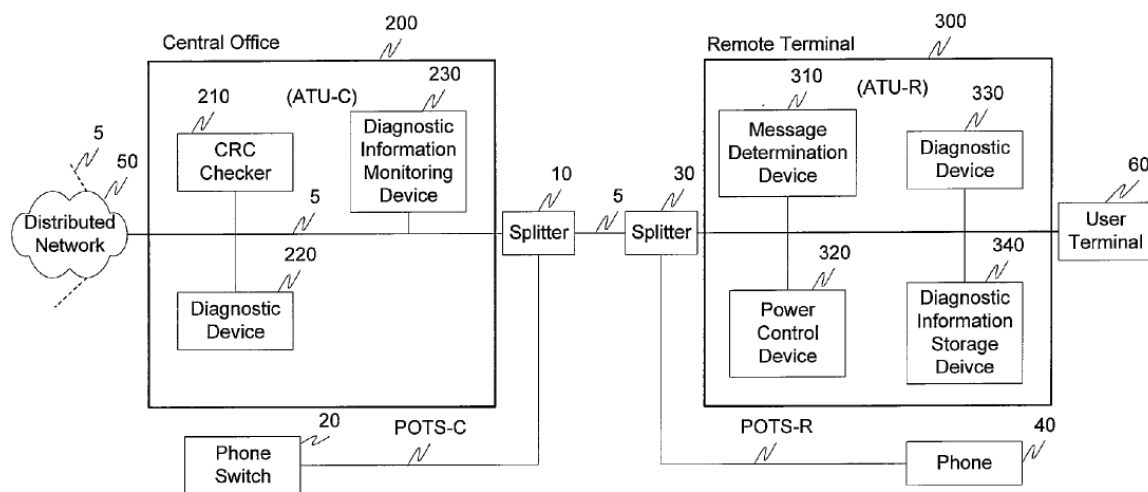 200
Central Office
300
Remote Terminal
210
(ATU-C)
230
310
(ATU-R)
330
CRC
Checker
Diagnostic
Information
Monitoring
Device
Message
Determination
Device
Diagnostic
Device
5
50
5
10
5
30
60
Distributed
Network
Splitter
Splitter
User
Terminal
220
320
340
Diagnostic
Device
Power
Control
Device
Diagnostic
Information
Storage
Deivce
20
POTS-C
POTS-R
40
Phone
Switch
Phone